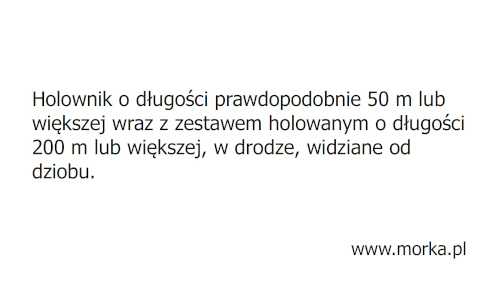 Holownik o długości prawdopodobnie 50 m lub
większej wraz z zestawem holowanym o długości
200 m lub większej, w drodze, widziane od
dziobu.
www.morka.pl